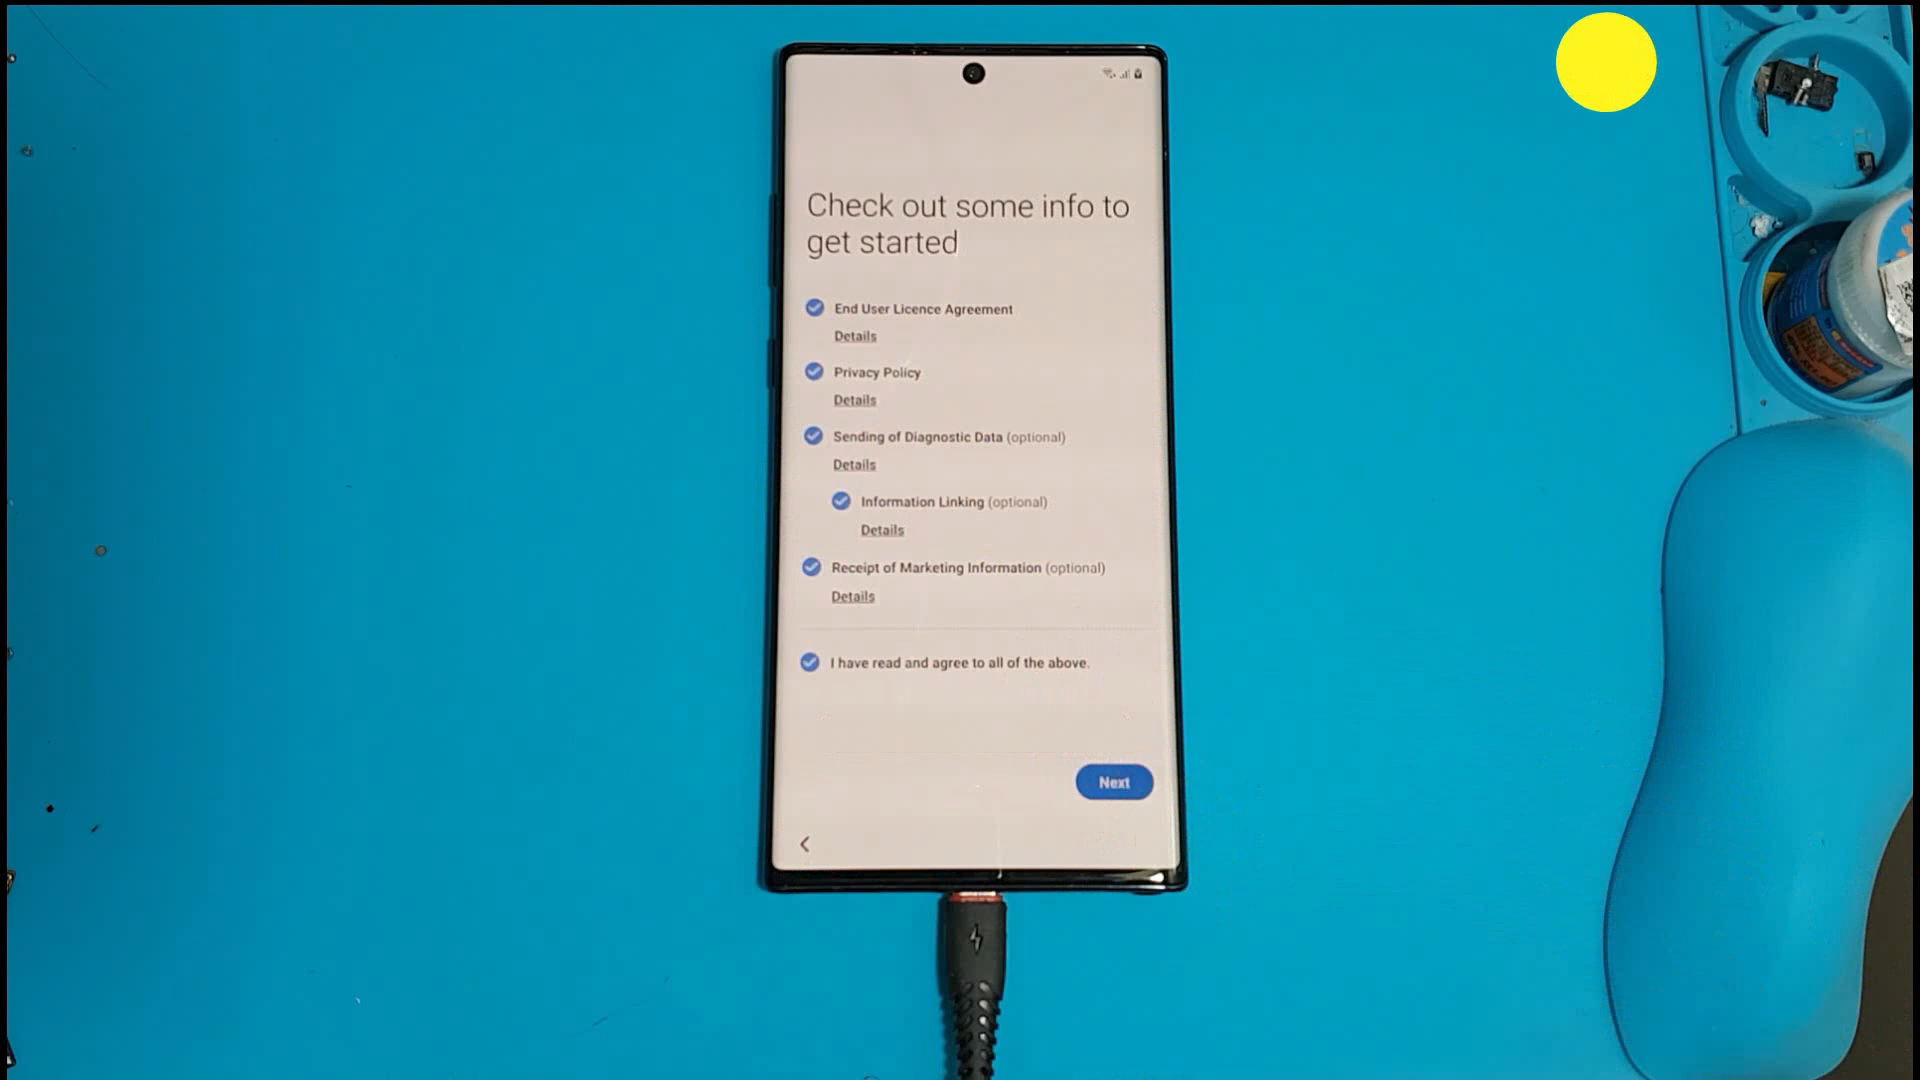 Check out some info to
get started
End User Licence Agreement
Details
Privacy Policy
Details
Sending of Diagnostic Data (optional)
Details
Information Linking (optional)
Details
Receipt of Marketing Information (optional)
Details
I have read and agree to all of the above.
Next